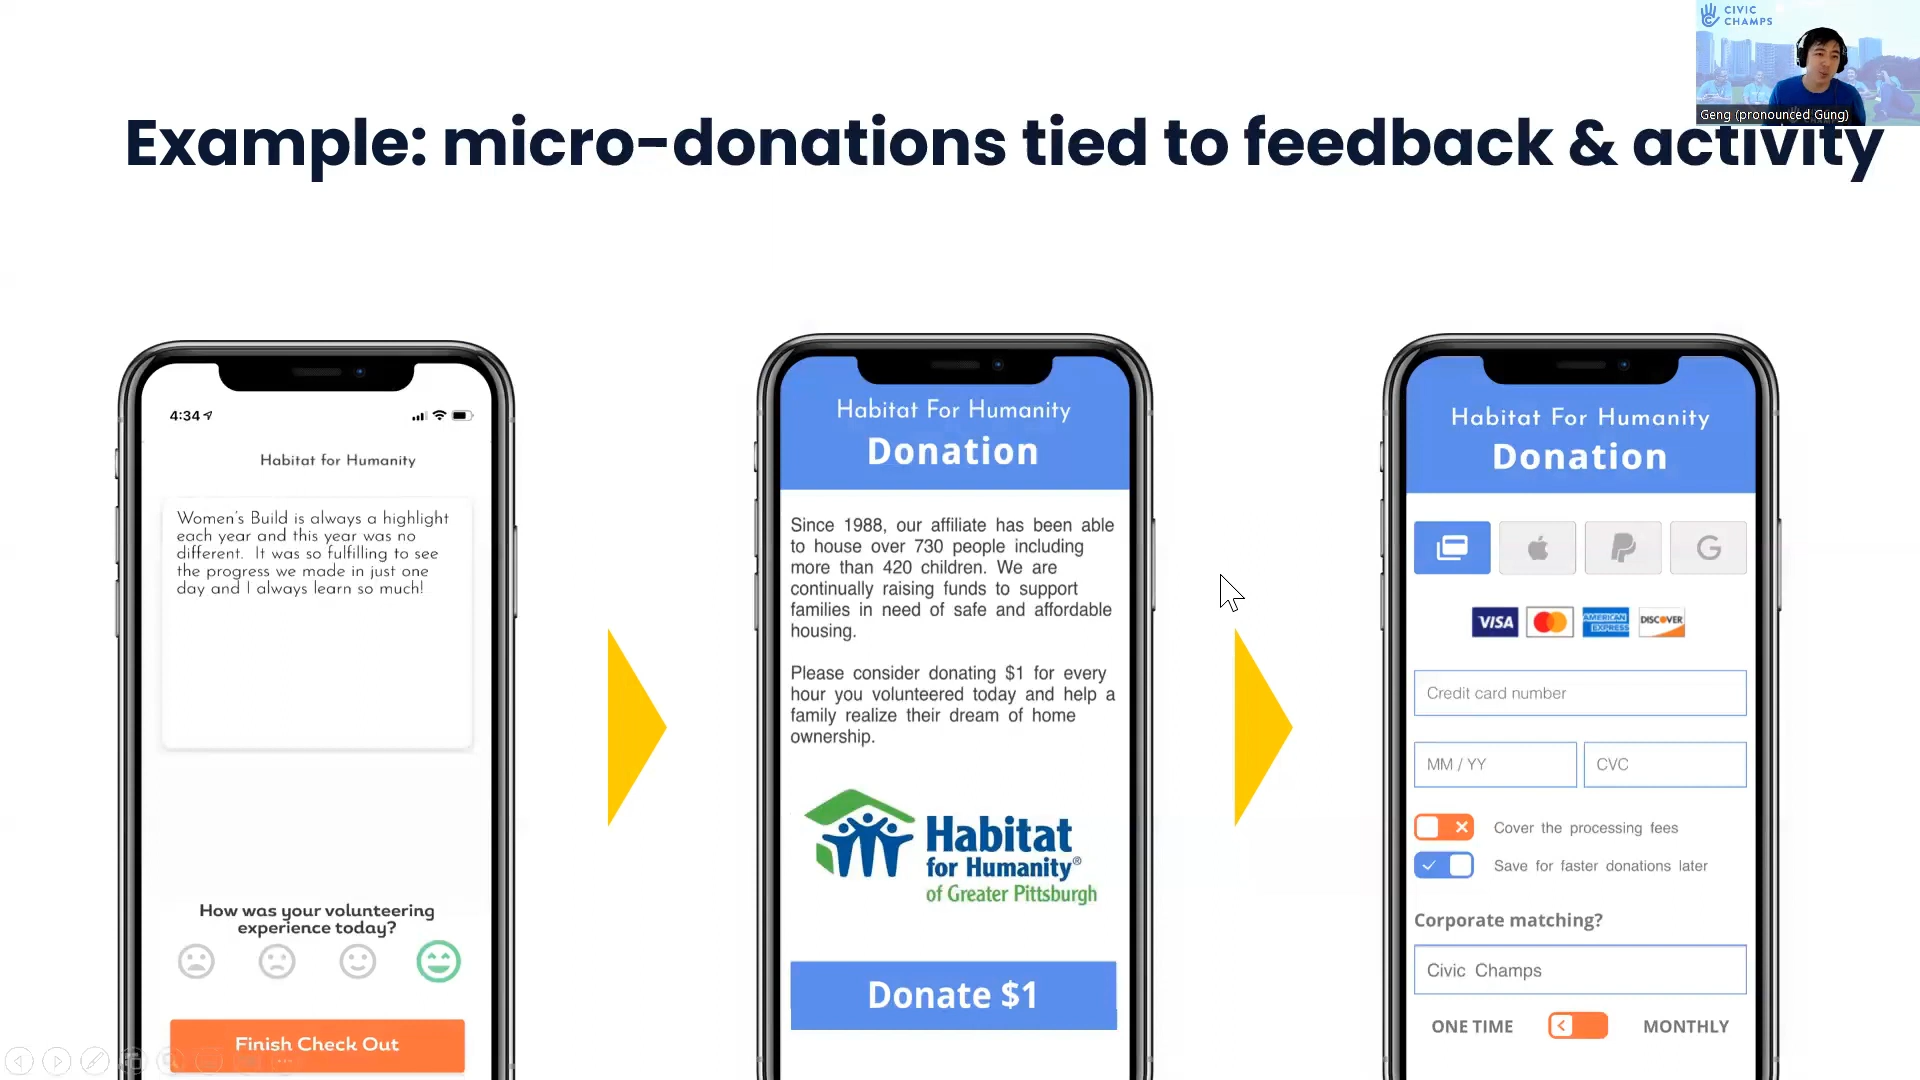 CIVIC
CHAMPS
Geng (pronounced Gung)
Example: micro-donations tied to feedback & activity
4:34
Habitat for Humanity
Women's Build is always a highlight
each year and this year was no
different. It was so fulfilling to see
the progress we made in just one
day and I always learn so much!
How was your volunteering
experience today?
Finish Check Out
Habitat For Humanity
Donation
Since 1988, our affiliate has been able
to house over 730 people including
more than 420 children. We are
continually raising funds to support
families in need of safe and affordable
housing.
Please consider donating $1 for every
hour you volunteered today and help a
family realize their dream of home
ownership.
Habitat
for Humanity®
of Greater Pittsburgh
Donate $1
Habitat For Humanity
Donation
G
VISA
AMERICAN
EXPRESS
DISCOVER
Credit card number
MM / YY
CVC
Cover the processing fees
Save for faster donations later
Corporate matching?
Civic Champs
ONE TIME
MONTHLY